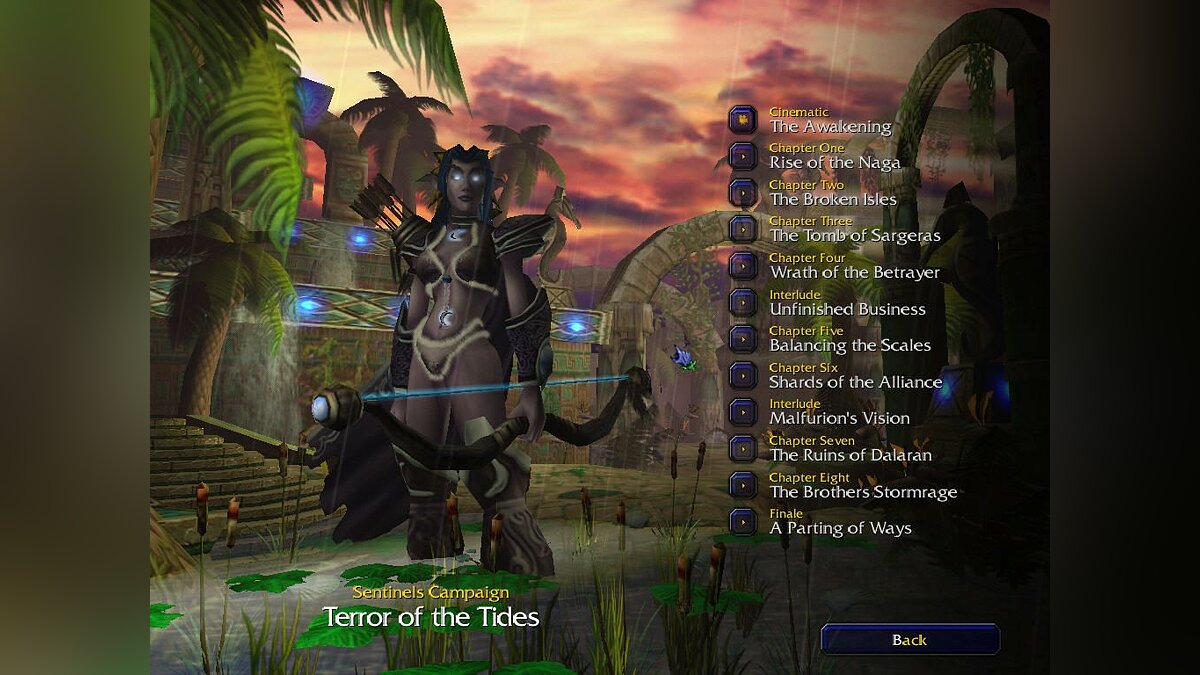 Cinematic
The Awakening
Chapter One
Rise of the Naga
Chapter Two
The Broken Isles
Chapter Three
The Tomb of Sargeras
Chapter Four
Wrath of the Betrayer
Interlude
Unfinished Business
Chapter Five
Balancing the Scales
Chapter Six
Shards of the Alliance
Interlude
Malfurion's Vision
Chapter Seven
The Ruins of Dalaran
Chapter Eight
The Brothers Stormrage
Finale
A Parting of Ways
Sentinels Campaign
Terror of the Tides
Back